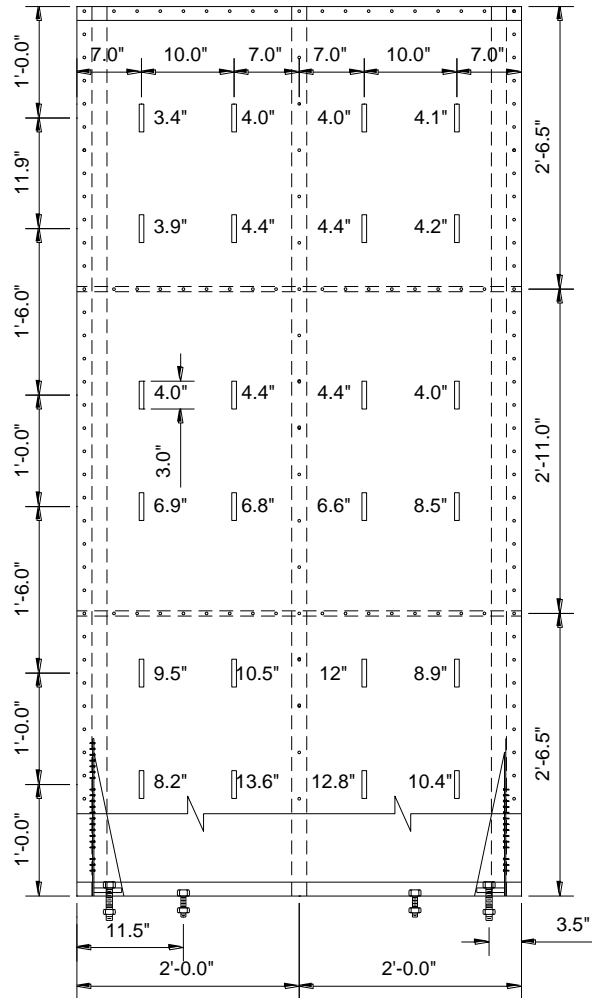 7.0" 10.0" 7.0" 7.0" 10.0" 7.0"
1'-0.0"
3.4" 4.0" 4.0" 4.1"
11.9"
2'-6.5"
3.9" 4.4" 4.4" 4.2"
1'-6.0"
4.0" 4.4" 4.4" 4.0"
3.0"
1'-0.0"
2'-11.0"
6.9" 6.8" 6.6" 8.5"
1'-6.0"
9.5" 10.5" 12" 8.9"
1'-0.0"
2'-6.5"
8.2" 13.6" 12.8" 10.4"
1'-0.0"
11.5" 3.5"
2'-0.0" 2'-0.0"